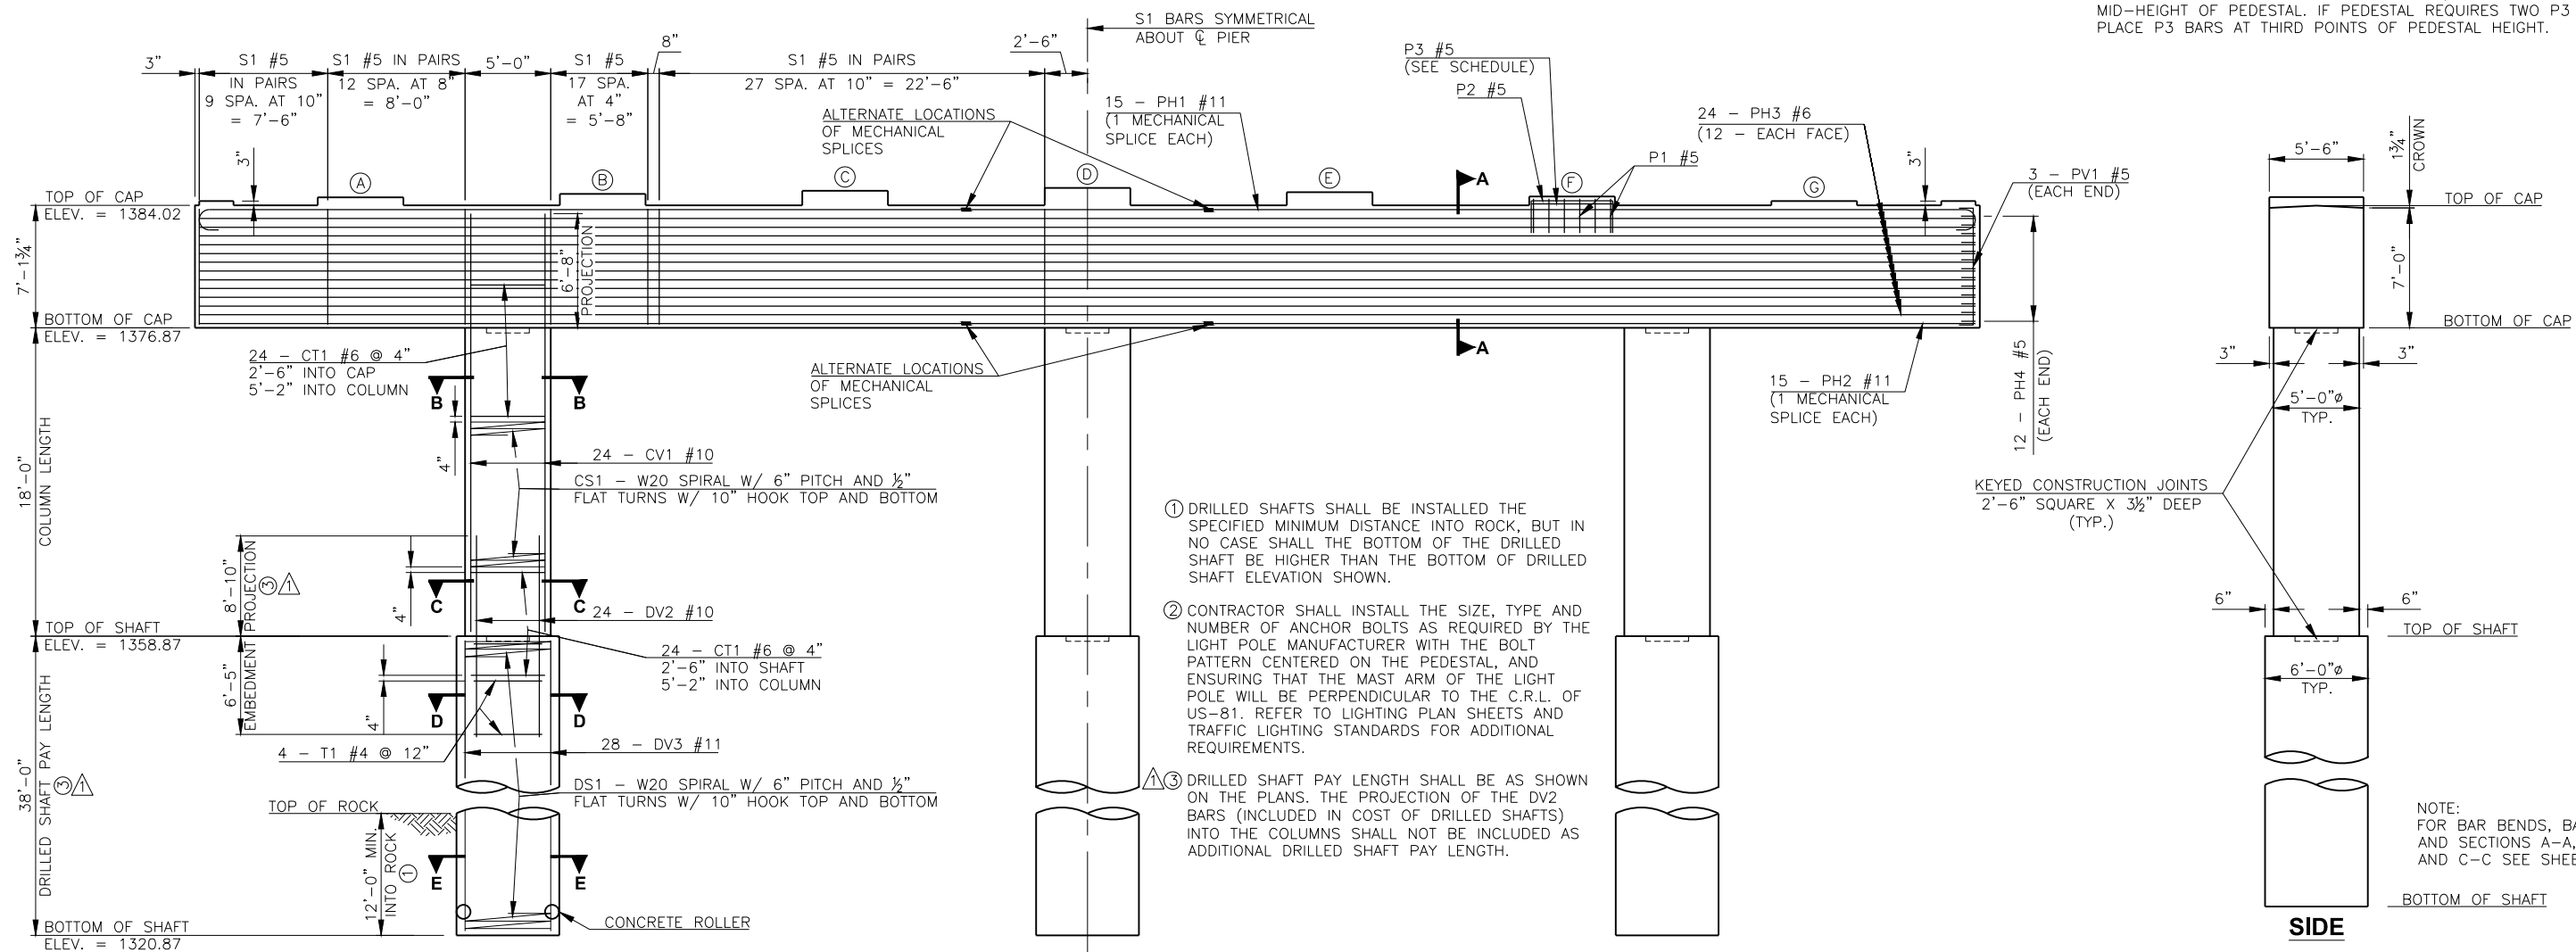 MID-HEIGHT OF PEDESTAL. IF PEDESTAL REQUIRES TWO P3
PLACE P3 BARS AT THIRD POINTS OF PEDESTAL HEIGHT.
3"
S1 #5
IN PAIRS
9 SPA. AT 10"
= 7'-6"
S1 #5 IN PAIRS
12 SPA. AT 8"
= 8'-0"
5'-0"
S1 #5
17 SPA.
AT 4"
= 5'-8"
8"
S1 #5 IN PAIRS
27 SPA. AT 10" = 22'-6"
2'-6"
S1 BARS SYMMETRICAL
ABOUT ℄ PIER
P3 #5
(SEE SCHEDULE)
P2 #5
15 - PH1 #11
(1 MECHANICAL
SPLICE EACH)
ALTERNATE LOCATIONS
OF MECHANICAL
SPLICES
24 - PH3 #6
(12 - EACH FACE)
P1 #5
3"
3"
3 - PV1 #5
(EACH END)
5'-6"
1¾"
CROWN
TOP OF CAP
ELEV. = 1384.02
A
B
C
D
E
F
G
A
TOP OF CAP
7'-1¾"
6'-8"
PROJECTION
7'-0"
BOTTOM OF CAP
ELEV. = 1376.87
A
BOTTOM OF CAP
24 - CT1 #6 @ 4"
2'-6" INTO CAP
5'-2" INTO COLUMN
ALTERNATE LOCATIONS
OF MECHANICAL
SPLICES
15 - PH2 #11
(1 MECHANICAL
SPLICE EACH)
12 - PH4 #5
(EACH END)
3"
3"
5'-0"ø
TYP.
B
B
4"
18'-0"
COLUMN LENGTH
24 - CV1 #10
CS1 - W20 SPIRAL W/ 6" PITCH AND ½"
FLAT TURNS W/ 10" HOOK TOP AND BOTTOM
KEYED CONSTRUCTION JOINTS
2'-6" SQUARE X 3½" DEEP
(TYP.)
① DRILLED SHAFTS SHALL BE INSTALLED THE
SPECIFIED MINIMUM DISTANCE INTO ROCK, BUT IN
NO CASE SHALL THE BOTTOM OF THE DRILLED
SHAFT BE HIGHER THAN THE BOTTOM OF DRILLED
SHAFT ELEVATION SHOWN.
8'-10"
PROJECTION
③ 1
4"
C
C
24 - DV2 #10
6"
6"
TOP OF SHAFT
ELEV. = 1358.87
TOP OF SHAFT
② CONTRACTOR SHALL INSTALL THE SIZE, TYPE AND
NUMBER OF ANCHOR BOLTS AS REQUIRED BY THE
LIGHT POLE MANUFACTURER WITH THE BOLT
PATTERN CENTERED ON THE PEDESTAL, AND
ENSURING THAT THE MAST ARM OF THE LIGHT
POLE WILL BE PERPENDICULAR TO THE C.R.L. OF
US-81. REFER TO LIGHTING PLAN SHEETS AND
TRAFFIC LIGHTING STANDARDS FOR ADDITIONAL
REQUIREMENTS.
24 - CT1 #6 @ 4"
2'-6" INTO SHAFT
5'-2" INTO COLUMN
6'-0"ø
TYP.
6'-5"
EMBEDMENT
4"
D
D
4 - T1 #4 @ 12"
28 - DV3 #11
38'-0"
DRILLED SHAFT PAY LENGTH
③ 1
DS1 - W20 SPIRAL W/ 6" PITCH AND ½"
FLAT TURNS W/ 10" HOOK TOP AND BOTTOM
1 ③ DRILLED SHAFT PAY LENGTH SHALL BE AS SHOWN
ON THE PLANS. THE PROJECTION OF THE DV2
BARS (INCLUDED IN COST OF DRILLED SHAFTS)
INTO THE COLUMNS SHALL NOT BE INCLUDED AS
ADDITIONAL DRILLED SHAFT PAY LENGTH.
TOP OF ROCK
12'-0" MIN.
INTO ROCK
①
E
E
CONCRETE ROLLER
NOTE:
FOR BAR BENDS,
AND SECTIONS A-A,
AND C-C SEE
BOTTOM OF SHAFT
ELEV. = 1320.87
BOTTOM OF SHAFT
SIDE